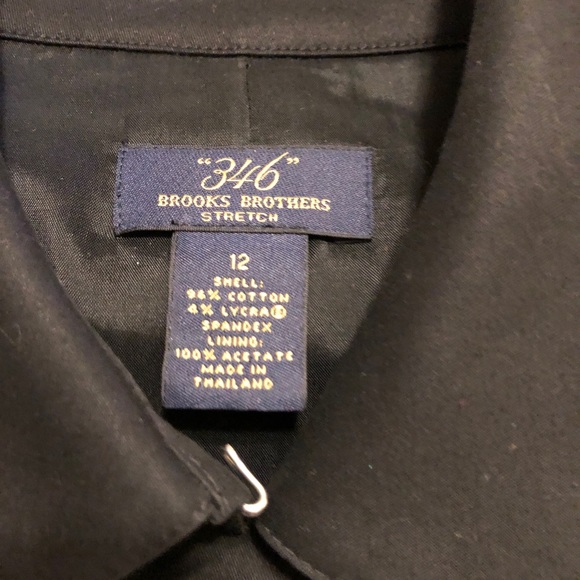 "346"
BROOKS BROTHERS
STRETCH
12
SHELL:
96% COTTON
4% LYCRA®
SPANDEX
LINING:
100% ACETATE
MADE IN
THAILAND